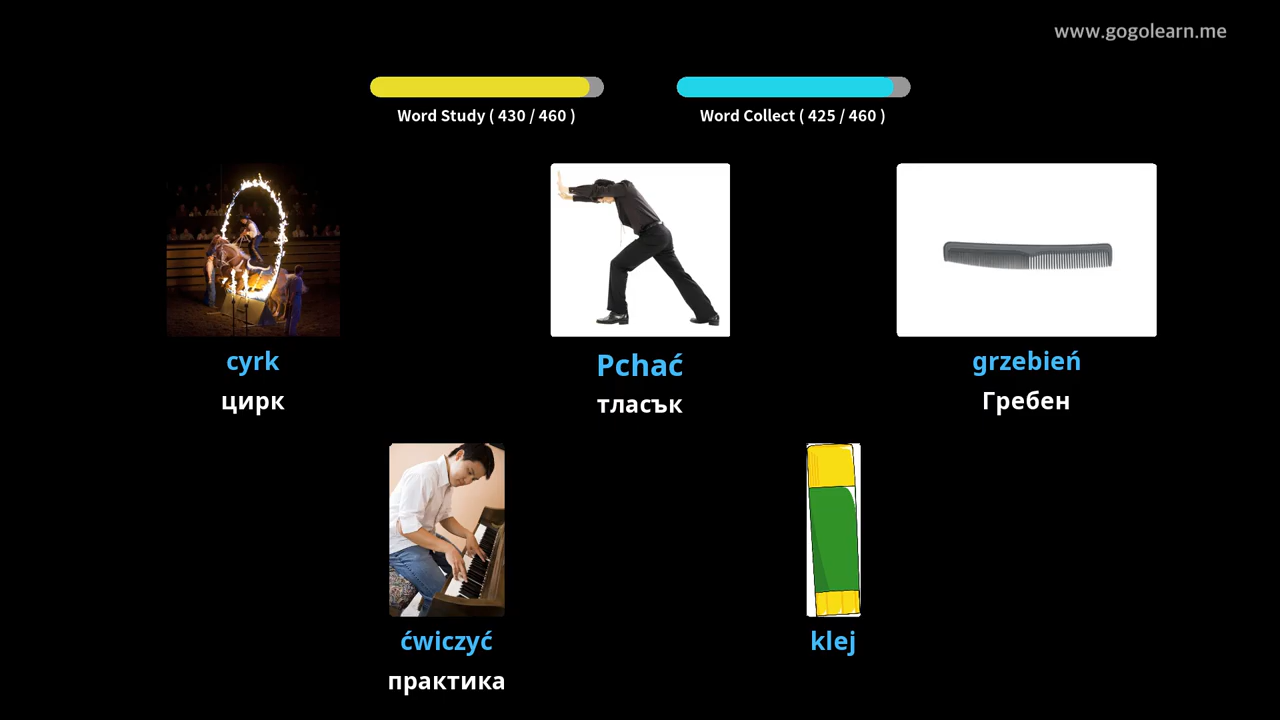 www.gogolearn.me
Word Study ( 430 / 460 )
Word Collect ( 425 / 460 )
cyrk
цирк
Pchać
тласък
grzebień
Гребен
ćwiczyć
практика
klej